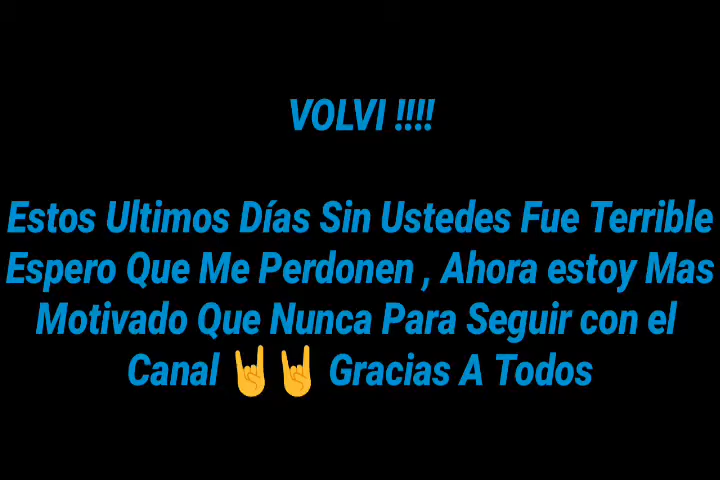 VOLVI !!!!
Estos Ultimos Días Sin Ustedes Fue Terrible
Espero Que Me Perdonen , Ahora estoy Mas
Motivado Que Nunca Para Seguir con el
Canal 🤘🤘 Gracias A Todos